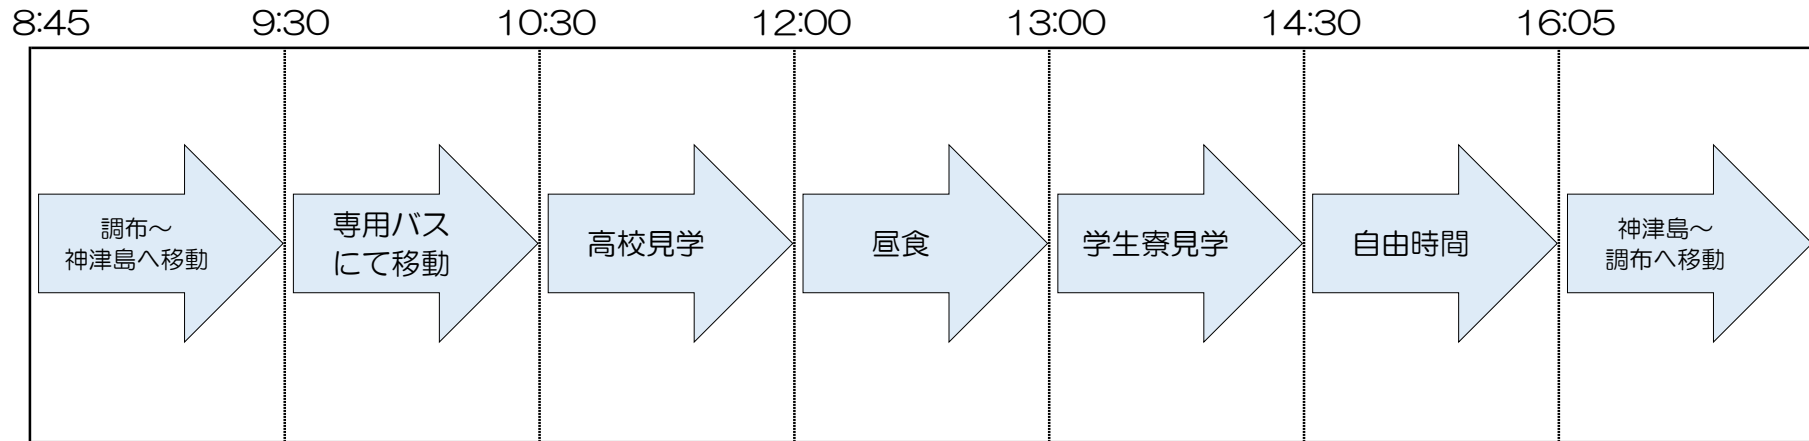 8:45 9:30 10:30 12:00 13:00 14:30 16:05
調布～
神津島へ移動
専用バス
にて移動
高校見学
昼食
学生寮見学
自由時間
神津島～
調布へ移動